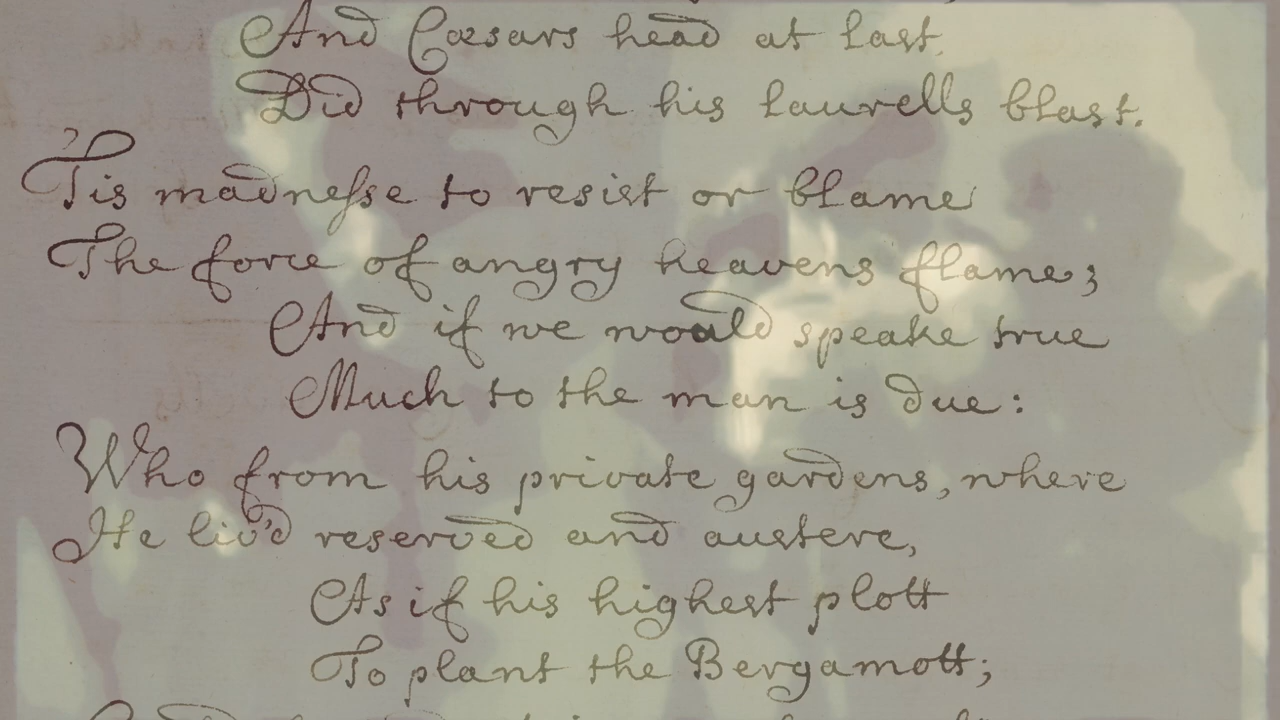 And Cæsars head at last
Did through his laurells blast.
'Tis madnesse to resist or blame
The force of angry heavens flame;
And if we would speake true
Much to the man is due:
Who from his private gardens, where
He liv'd reserved and austere,
As if his highest plott
To plant the Bergamott;